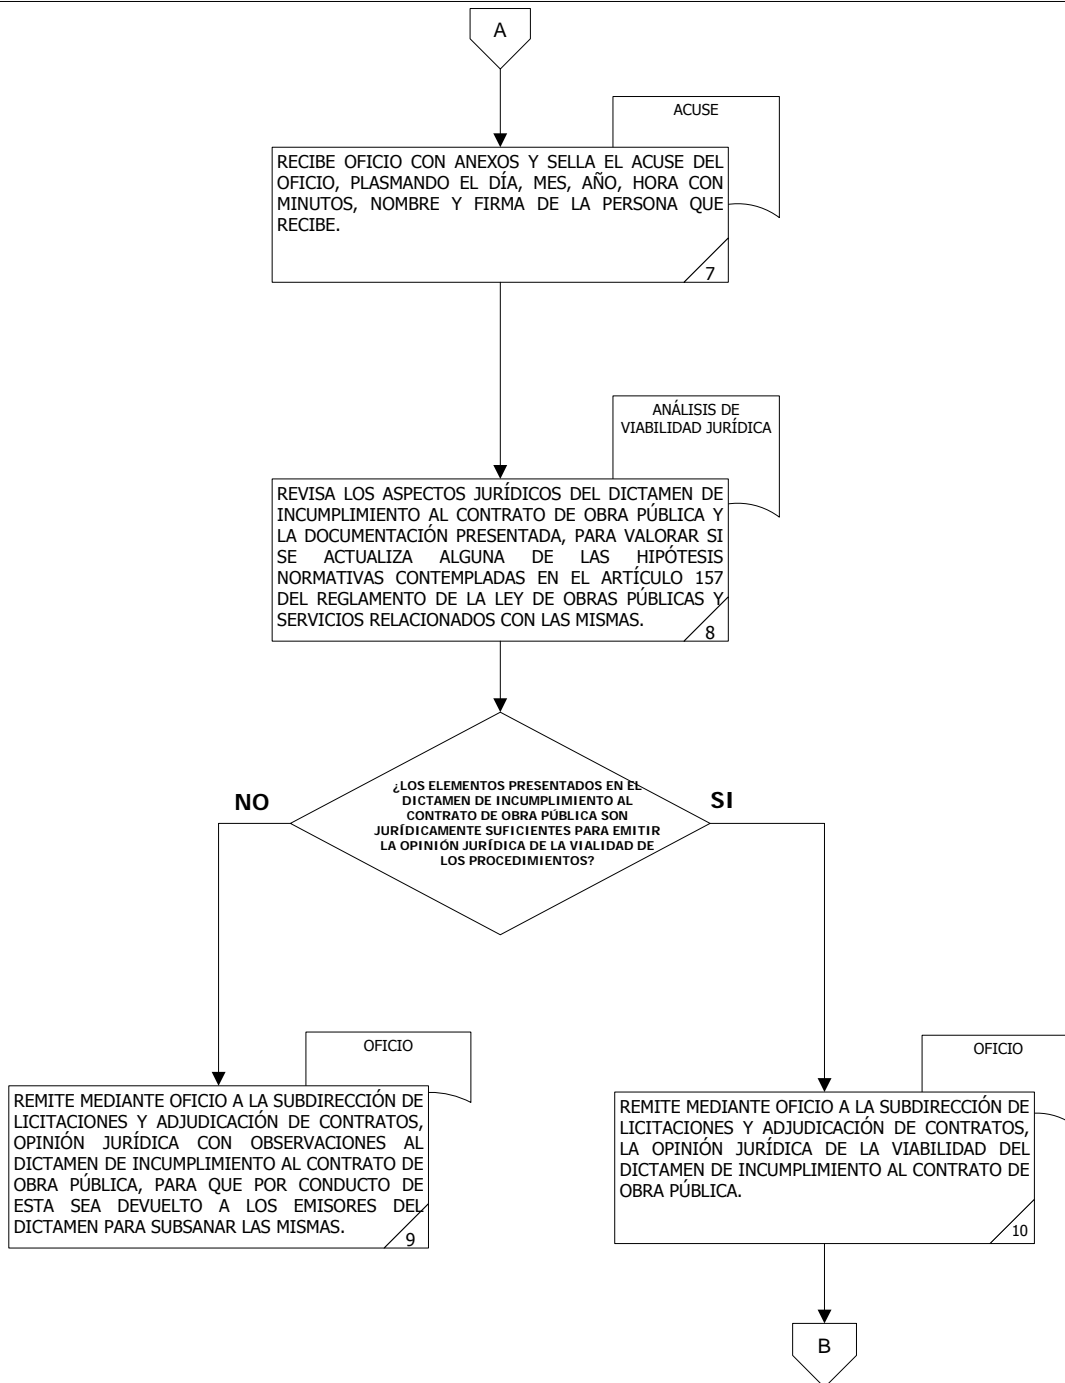 A
ACUSE
RECIBE OFICIO CON ANEXOS Y SELLA EL ACUSE DEL
OFICIO, PLASMANDO EL DÍA, MES, AÑO, HORA CON
MINUTOS, NOMBRE Y FIRMA DE LA PERSONA QUE
RECIBE.
7
ANÁLISIS DE
VIABILIDAD JURÍDICA
REVISA LOS ASPECTOS JURÍDICOS DEL DICTAMEN DE
INCUMPLIMIENTO AL CONTRATO DE OBRA PÚBLICA Y
LA DOCUMENTACIÓN PRESENTADA, PARA VALORAR SI
SE ACTUALIZA ALGUNA DE LAS HIPÓTESIS
NORMATIVAS CONTEMPLADAS EN EL ARTÍCULO 157
DEL REGLAMENTO DE LA LEY DE OBRAS PÚBLICAS Y
SERVICIOS RELACIONADOS CON LAS MISMAS.
8
¿LOS ELEMENTOS PRESENTADOS EN EL
DICTAMEN DE INCUMPLIMIENTO AL
CONTRATO DE OBRA PÚBLICA SON
JURÍDICAMENTE SUFICIENTES PARA EMITIR
LA OPINIÓN JURÍDICA DE LA VIALIDAD DE
LOS PROCEDIMIENTOS?
NO
SI
OFICIO
REMITE MEDIANTE OFICIO A LA SUBDIRECCIÓN DE
LICITACIONES Y ADJUDICACIÓN DE CONTRATOS,
OPINIÓN JURÍDICA CON OBSERVACIONES AL
DICTAMEN DE INCUMPLIMIENTO AL CONTRATO DE
OBRA PÚBLICA, PARA QUE POR CONDUCTO DE
ESTA SEA DEVUELTO A LOS EMISORES DEL
DICTAMEN PARA SUBSANAR LAS MISMAS.
9
OFICIO
REMITE MEDIANTE OFICIO A LA SUBDIRECCIÓN DE
LICITACIONES Y ADJUDICACIÓN DE CONTRATOS,
LA OPINIÓN JURÍDICA DE LA VIABILIDAD DEL
DICTAMEN DE INCUMPLIMIENTO AL CONTRATO DE
OBRA PÚBLICA.
10
B